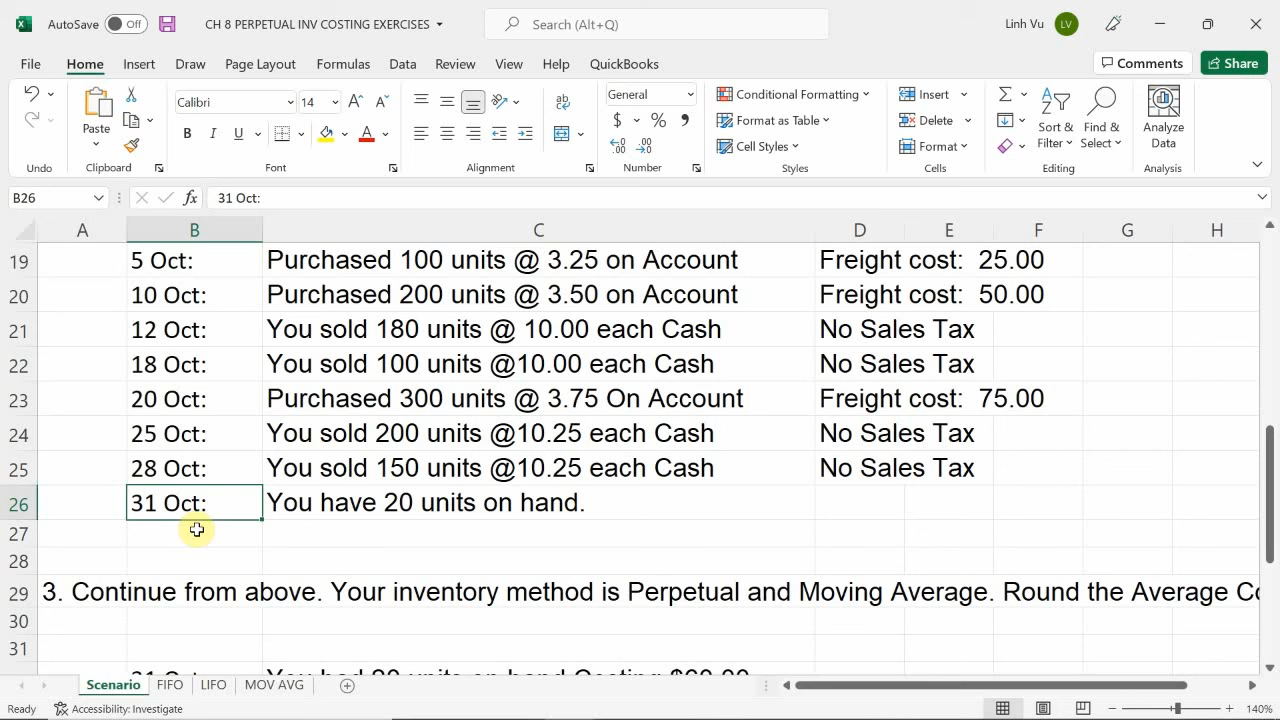 AutoSave Off CH 8 PERPETUAL INV COSTING EXERCISES Search (Alt+Q) Linh Vu LV
File Home Insert Draw Page Layout Formulas Data Review View Help QuickBooks Comments Share
Calibri 14 General Conditional Formatting Insert
Paste Format as Table Delete Sort & Find & Analyze
B I U $ % Cell Styles Format Filter Select Data
Undo Clipboard Font Alignment Number Styles Cells Editing Analysis
B26 fx 31 Oct:
A B C D E F G H
19 5 Oct: Purchased 100 units @ 3.25 on Account Freight cost: 25.00
20 10 Oct: Purchased 200 units @ 3.50 on Account Freight cost: 50.00
21 12 Oct: You sold 180 units @ 10.00 each Cash No Sales Tax
22 18 Oct: You sold 100 units @10.00 each Cash No Sales Tax
23 20 Oct: Purchased 300 units @ 3.75 On Account Freight cost: 75.00
24 25 Oct: You sold 200 units @10.25 each Cash No Sales Tax
25 28 Oct: You sold 150 units @10.25 each Cash No Sales Tax
26 31 Oct: You have 20 units on hand.
27
28
29 3. Continue from above. Your inventory method is Perpetual and Moving Average. Round the Average
30
31
Scenario FIFO LIFO MOV AVG
Ready Accessibility: Investigate 140%